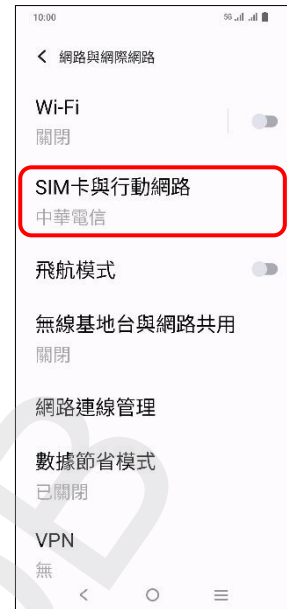 10:00
5G
網路與網際網路
Wi-Fi
關閉
SIM卡與行動網路
中華電信
飛航模式
無線基地台與網路共用
關閉
網路連線管理
數據節省模式
已關閉
VPN
無